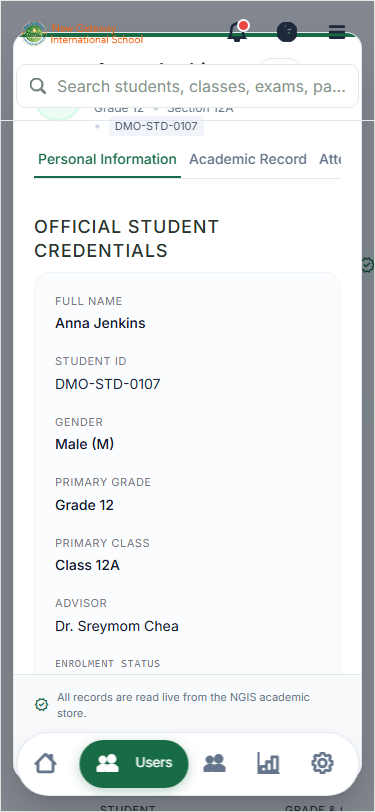 International School
Search students, classes, exams, pa...
Grade 12 • Section 12A
• DMO-STD-0107
Personal Information Academic Record Atte
OFFICIAL STUDENT
CREDENTIALS
FULL NAME
Anna Jenkins
STUDENT ID
DMO-STD-0107
GENDER
Male (M)
PRIMARY GRADE
Grade 12
PRIMARY CLASS
Class 12A
ADVISOR
Dr. Sreymom Chea
ENROLMENT STATUS
All records are read live from the NGIS academic
store.
Users
STUDENT GRADE &